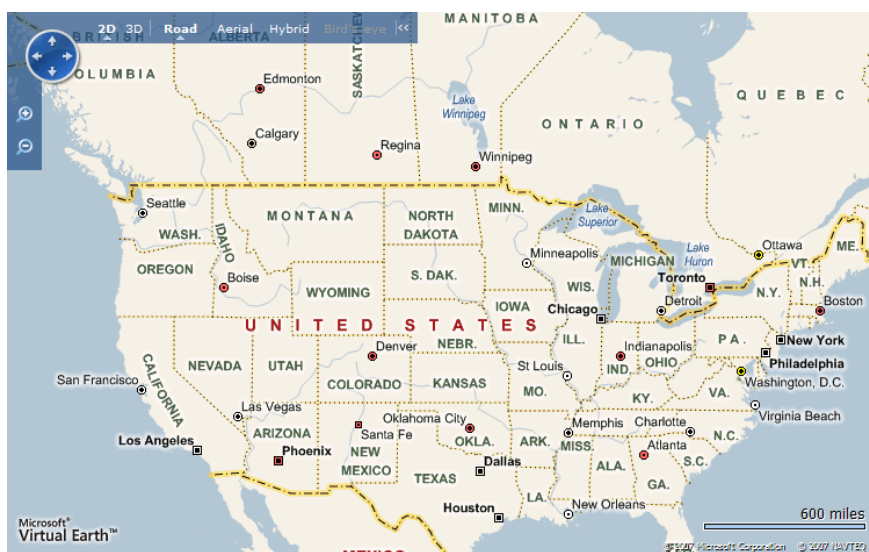 2D 3D Road Aerial Hybrid Bird's eye <<
MANITOBA
BRITISH
COLUMBIA
ALBERTA
Edmonton
Lake
Winnipeg
QUEBEC
ONTARIO
Calgary
Regina
Winnipeg
Seattle
WASH.
MONTANA
NORTH
DAKOTA
MINN.
Lake
Superior
IDAHO
OREGON
Boise
WYOMING
S. DAK.
Minneapolis
WIS.
MICHIGAN
Lake
Huron
Ottawa
Toronto
ME.
VT.
N.H.
N.Y.
Boston
Detroit
IOWA
Chicago
UNITED STATES
NEBR.
ILL.
IND.
Indianapolis
OHIO
PA.
New York
Philadelphia
Washington, D.C.
NEVADA
UTAH
Denver
COLORADO
KANSAS
St Louis
MO.
KY.
VA.
Virginia Beach
San Francisco
CALIFORNIA
Las Vegas
Los Angeles
ARIZONA
Phoenix
Santa Fe
NEW
MEXICO
Oklahoma City
OKLA.
ARK.
Memphis
MISS.
Charlotte
N.C.
Atlanta
S.C.
ALA.
GA.
TEXAS
Dallas
LA.
Houston
New Orleans
600 miles
Microsoft®
Virtual Earth™
MEXICO
© 2007 Microsoft Corporation © 2007 NAVTEQ